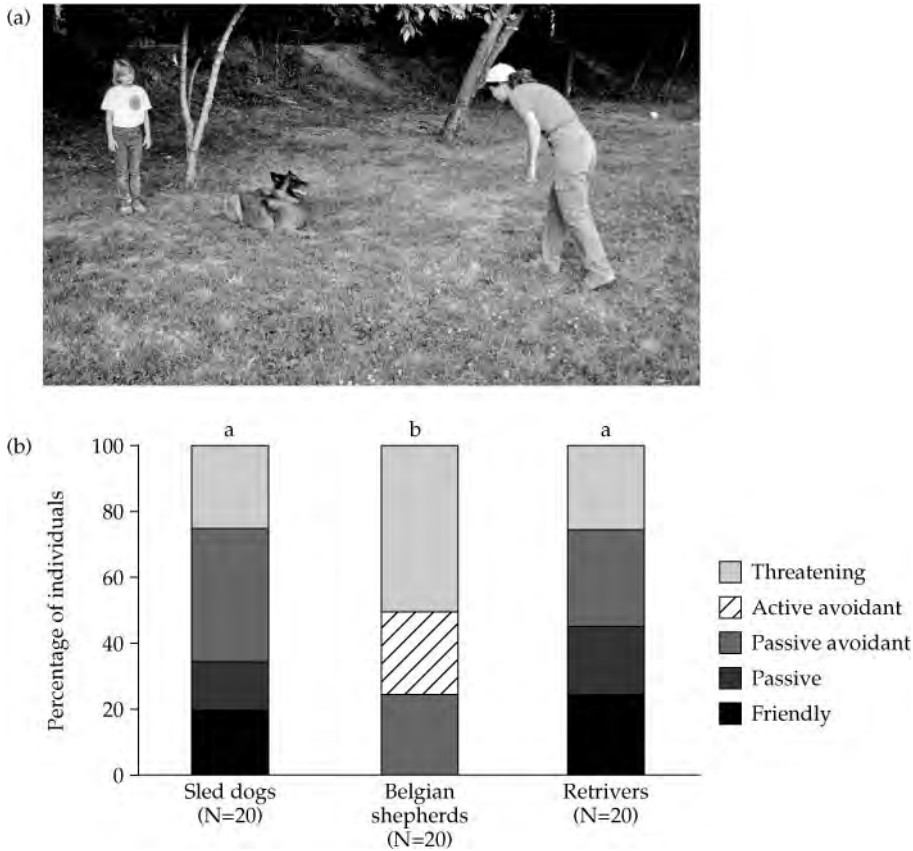 (a)
(b)
a b a
100
80
60
40
20
0
Percentage of individuals
Sled dogs
(N=20)
Belgian
shepherds
(N=20)
Retrivers
(N=20)
Threatening
Active avoidant
Passive avoidant
Passive
Friendly